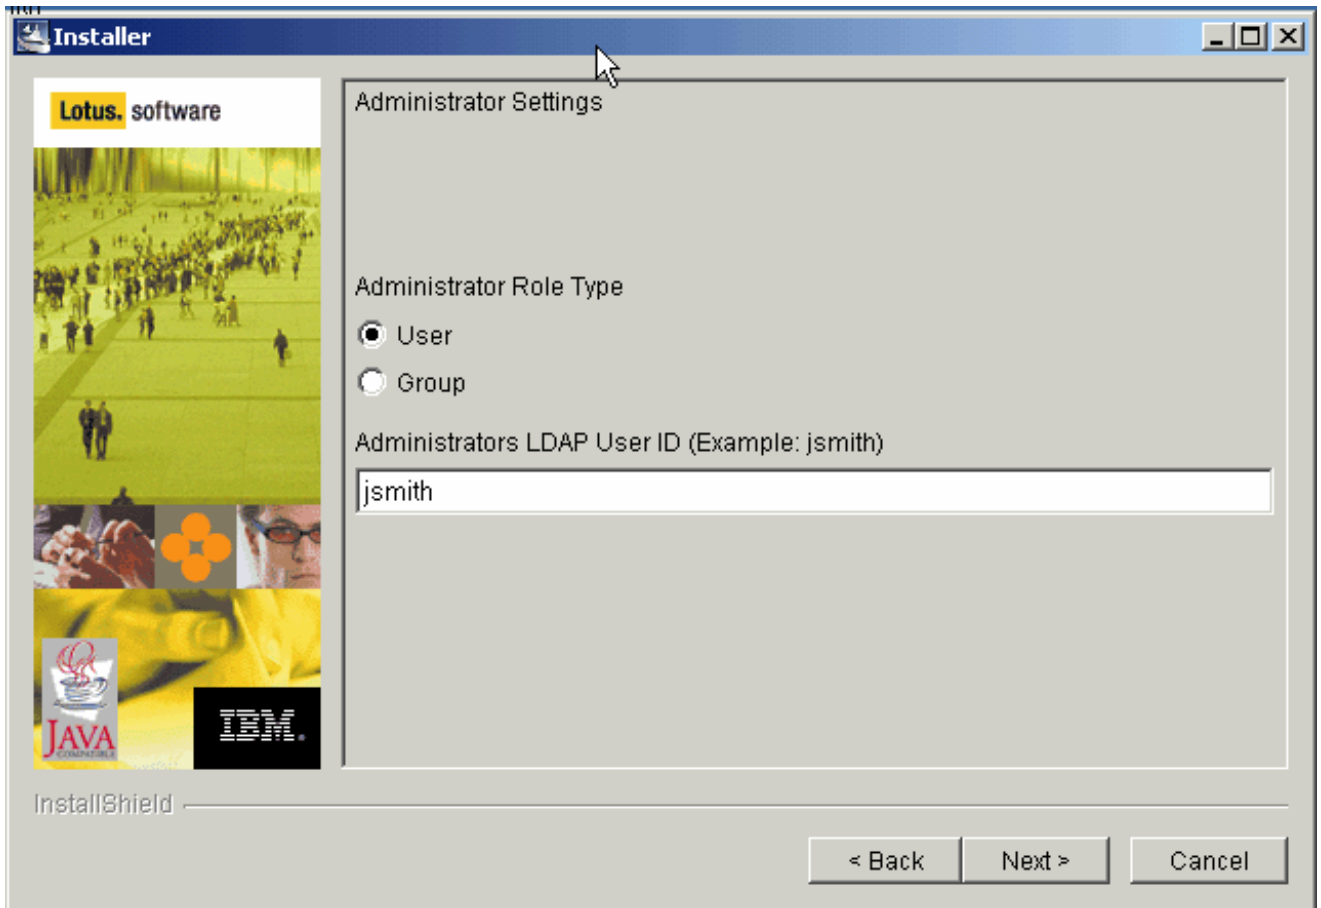 Installer
Lotus. software
Administrator Settings
Administrator Role Type
User
Group
Administrators LDAP User ID (Example: jsmith)
jsmith
JAVA
COMPATIBLE
IBM.
InstallShield
< Back
Next >
Cancel